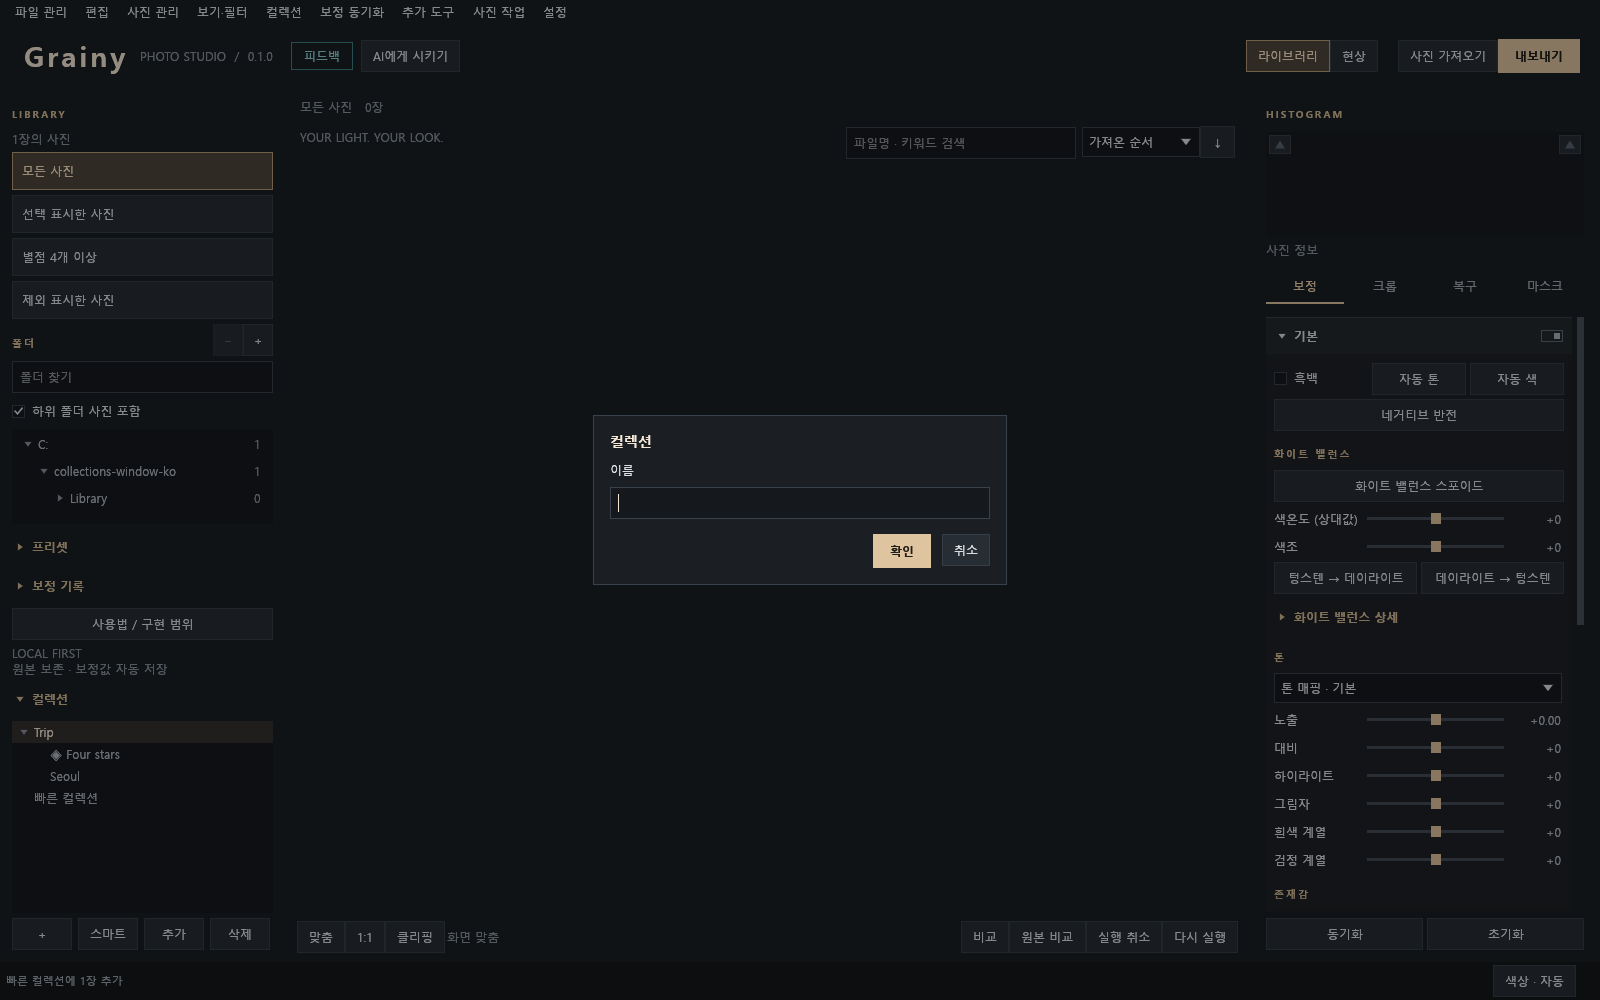 파일 관리 편집 사진 관리 보기·필터 컬렉션 보정 동기화 추가 도구 사진 작업 설정
Grainy PHOTO STUDIO / 0.1.0 피드백 AI에게 시키기 라이브러리 현상 사진 가져오기 내보내기
LIBRARY
1장의 사진
모든 사진
선택 표시한 사진
별점 4개 이상
제외 표시한 사진
폴더 − +
폴더 찾기
하위 폴더 사진 포함
C: 1
collections-window-ko 1
Library 0
프리셋
보정 기록
사용법 / 구현 범위
LOCAL FIRST
원본 보존 · 보정값 자동 저장
컬렉션
Trip
◈ Four stars
Seoul
빠른 컬렉션
+ 스마트 추가 삭제
빠른 컬렉션에 1장 추가
모든 사진 0장
YOUR LIGHT. YOUR LOOK.
파일명 · 키워드 검색 가져온 순서 ↓
컬렉션
이름
확인 취소
맞춤 1:1 클리핑 화면 맞춤
비교 원본 비교 실행 취소 다시 실행
HISTOGRAM
사진 정보
보정 크롭 복구 마스크
기본
흑백 자동 톤 자동 색
네거티브 반전
화이트 밸런스
화이트 밸런스 스포이드
색온도 (상대값) +0
색조 +0
텅스텐 → 데이라이트 데이라이트 → 텅스텐
화이트 밸런스 상세
톤
톤 매핑 · 기본
노출 +0.00
대비 +0
하이라이트 +0
그림자 +0
흰색 계열 +0
검정 계열 +0
존재감
동기화 초기화
색상 · 자동